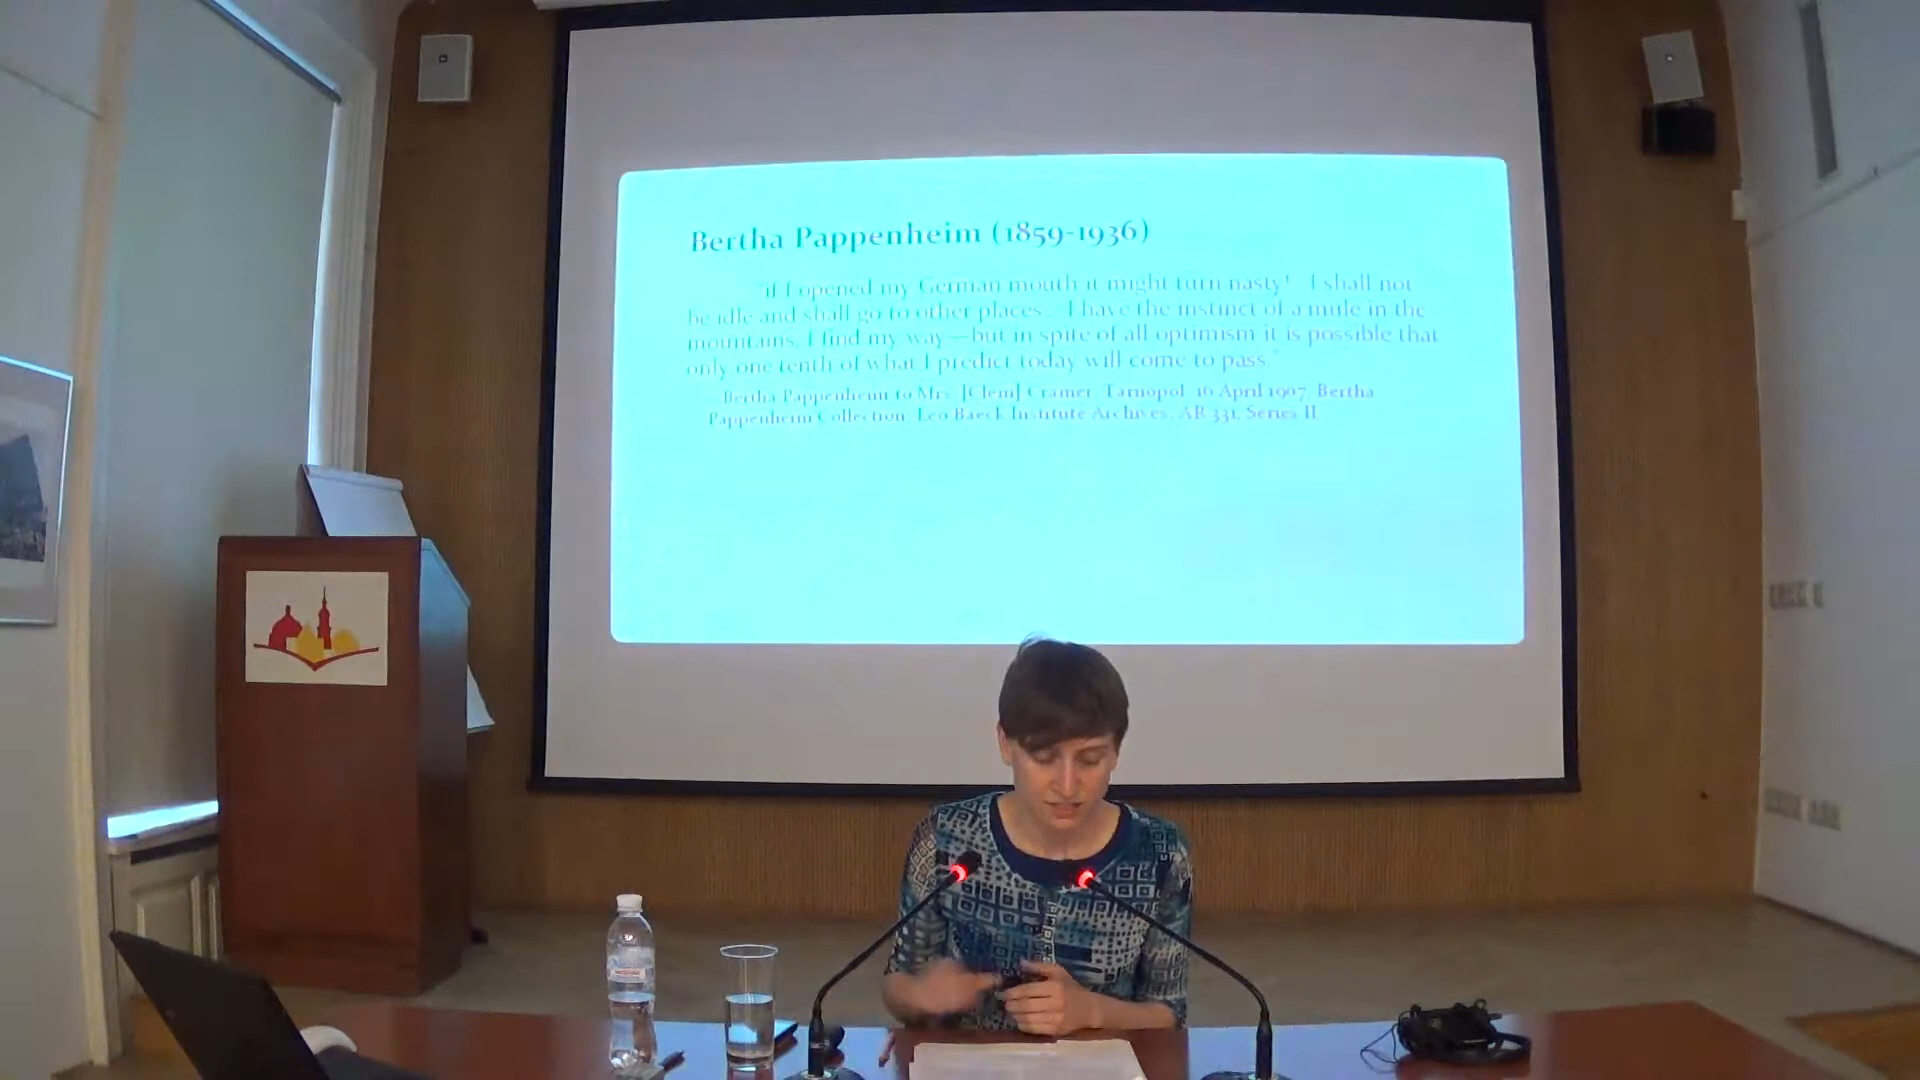 Bertha Pappenheim (1859-1936)
"if I opened my German mouth it might turn nasty! I shall not
be idle and shall go to other places... I have the instinct of a mule in the
mountains, I find my way—but in spite of all optimism it is possible that
only one tenth of what I predict today will come to pass."
Bertha Pappenheim to Mrs. [Clem] Cramer, Tarnopol, 16 April 1907, Bertha
Pappenheim Collection, Leo Baeck Institute Archives, AR 331, Series II